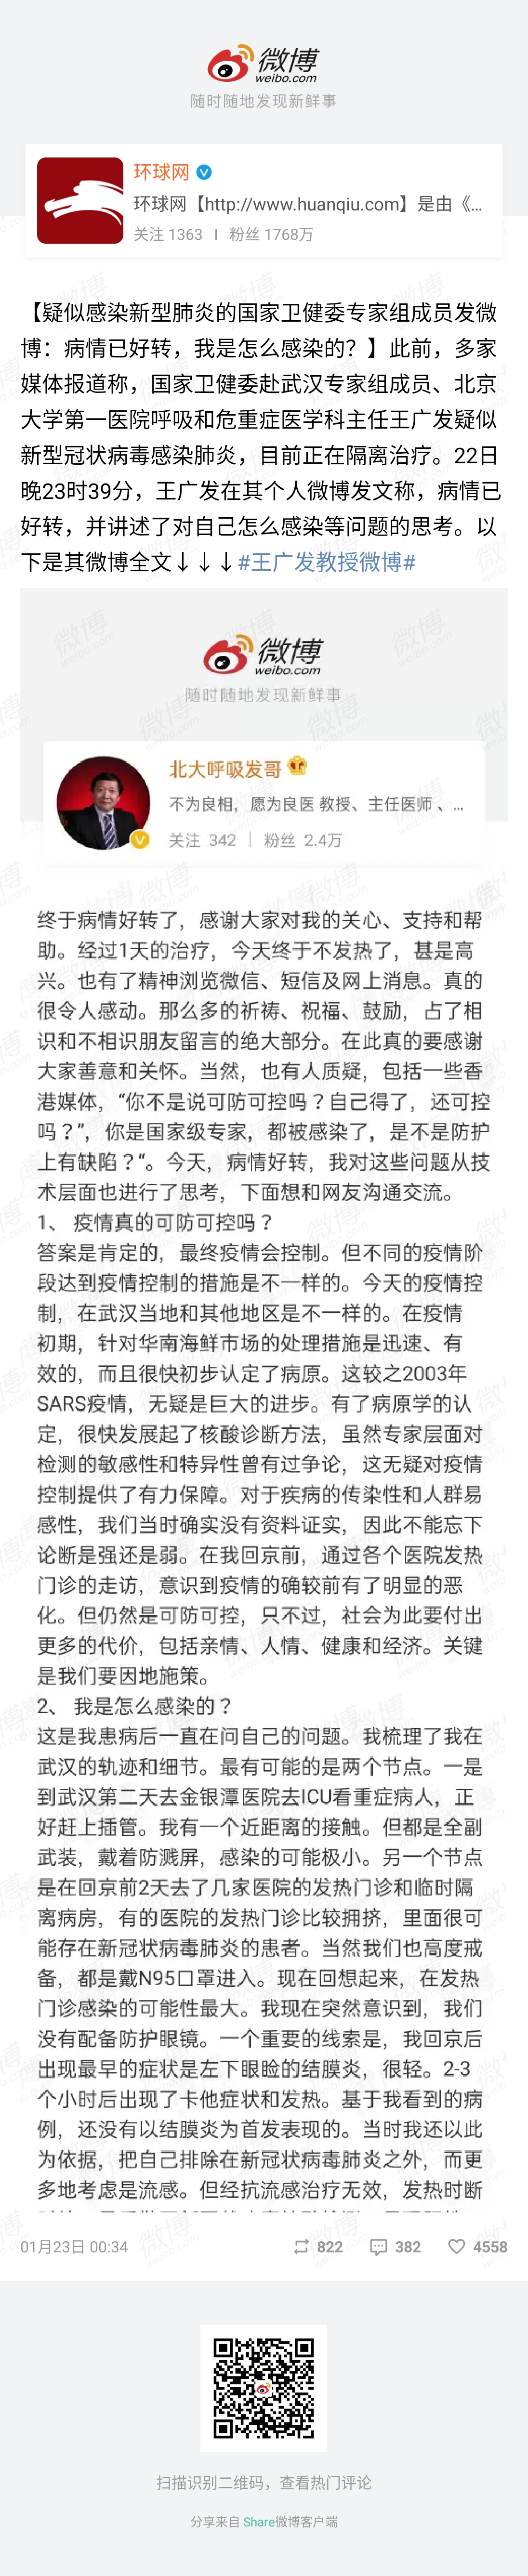 微博
weibo.com
随时随地发现新鲜事
环球网
环球网【http://www.huanqiu.com】是由《...
关注 1363 | 粉丝 1768万
【疑似感染新型肺炎的国家卫健委专家组成员发微
博：病情已好转，我是怎么感染的？】此前，多家
媒体报道称，国家卫健委赴武汉专家组成员、北京
大学第一医院呼吸和危重症医学科主任王广发疑似
新型冠状病毒感染肺炎，目前正在隔离治疗。22日
晚23时39分，王广发在其个人微博发文称，病情已
好转，并讲述了对自己怎么感染等问题的思考。以
下是其微博全文↓↓↓#王广发教授微博#
微博
weibo.com
随时随地发现新鲜事
北大呼吸发哥
不为良相，愿为良医 教授、主任医师 、...
关注 342 | 粉丝 2.4万
终于病情好转了，感谢大家对我的关心、支持和帮
助。经过1天的治疗，今天终于不发热了，甚是高
兴。也有了精神浏览微信、短信及网上消息。真的
很令人感动。那么多的祈祷、祝福、鼓励，占了相
识和不相识朋友留言的绝大部分。在此真的要感谢
大家善意和关怀。当然，也有人质疑，包括一些香
港媒体，“你不是说可防可控吗？自己得了，还可控
吗？”，你是国家级专家，都被感染了，是不是防护
上有缺陷？“。今天，病情好转，我对这些问题从技
术层面也进行了思考，下面想和网友沟通交流。
1、 疫情真的可防可控吗？
答案是肯定的，最终疫情会控制。但不同的疫情阶
段达到疫情控制的措施是不一样的。今天的疫情控
制，在武汉当地和其他地区是不一样的。在疫情
初期，针对华南海鲜市场的处理措施是迅速、有
效的，而且很快初步认定了病原。这较之2003年
SARS疫情，无疑是巨大的进步。有了病原学的认
定，很快发展起了核酸诊断方法，虽然专家层面对
检测的敏感性和特异性曾有过争论，这无疑对疫情
控制提供了有力保障。对于疾病的传染性和人群易
感性，我们当时确实没有资料证实，因此不能忘下
论断是强还是弱。在我回京前，通过各个医院发热
门诊的走访，意识到疫情的确较前有了明显的恶
化。但仍然是可防可控，只不过，社会为此要付出
更多的代价，包括亲情、人情、健康和经济。关键
是我们要因地施策。
2、 我是怎么感染的？
这是我患病后一直在问自己的问题。我梳理了我在
武汉的轨迹和细节。最有可能的是两个节点。一是
到武汉第二天去金银潭医院去ICU看重症病人，正
好赶上插管。我有一个近距离的接触。但都是全副
武装，戴着防溅屏，感染的可能极小。另一个节点
是在回京前2天去了几家医院的发热门诊和临时隔
离病房，有的医院的发热门诊比较拥挤，里面很可
能存在新冠状病毒肺炎的患者。当然我们也高度戒
备，都是戴N95口罩进入。现在回想起来，在发热
门诊感染的可能性最大。我现在突然意识到，我们
没有配备防护眼镜。一个重要的线索是，我回京后
出现最早的症状是左下眼睑的结膜炎，很轻。2-3
个小时后出现了卡他症状和发热。基于我看到的病
例，还没有以结膜炎为首发表现的。当时我还以此
为依据，把自己排除在新冠状病毒肺炎之外，而更
多地考虑是流感。但经抗流感治疗无效，发热时断
01月23日 00:34 822 382 4558
扫描识别二维码，查看热门评论
分享来自 Share微博客户端